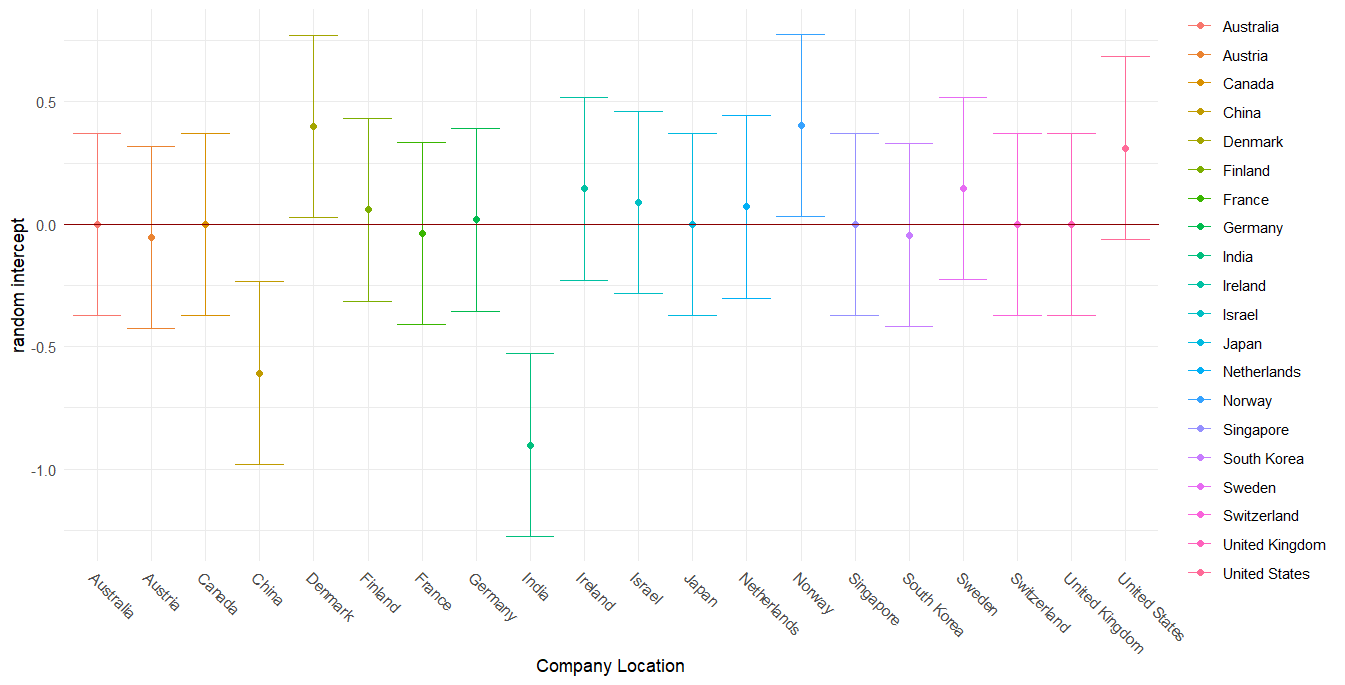 random intercept
0.5
0.0
-0.5
-1.0
Australia
Austria
Canada
China
Denmark
Finland
France
Germany
India
Ireland
Israel
Japan
Netherlands
Norway
Singapore
South Korea
Sweden
Switzerland
United Kingdom
United States
Company Location
Australia
Austria
Canada
China
Denmark
Finland
France
Germany
India
Ireland
Israel
Japan
Netherlands
Norway
Singapore
South Korea
Sweden
Switzerland
United Kingdom
United States